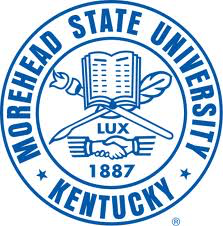 MOREHEAD STATE UNIVERSITY
LUX
1887
KENTUCKY
®